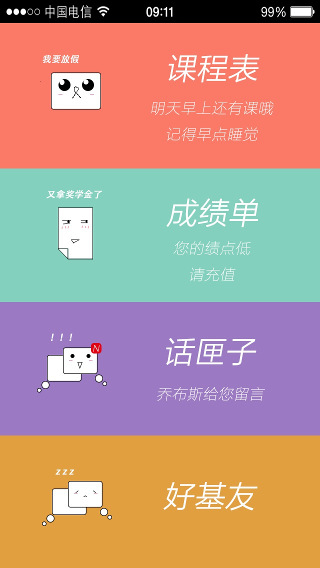 中国电信 09:11 99%
我要放假
课程表
明天早上还有课哦
记得早点睡觉
又拿奖学金了
成绩单
您的绩点低
请充值
！！！
N
话匣子
乔布斯给您留言
zzz
好基友